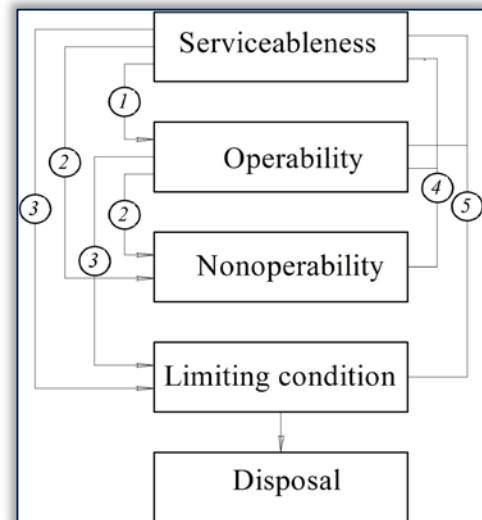 Serviceableness
1
Operability
2
4
3
2
5
3
Nonoperability
Limiting condition
Disposal